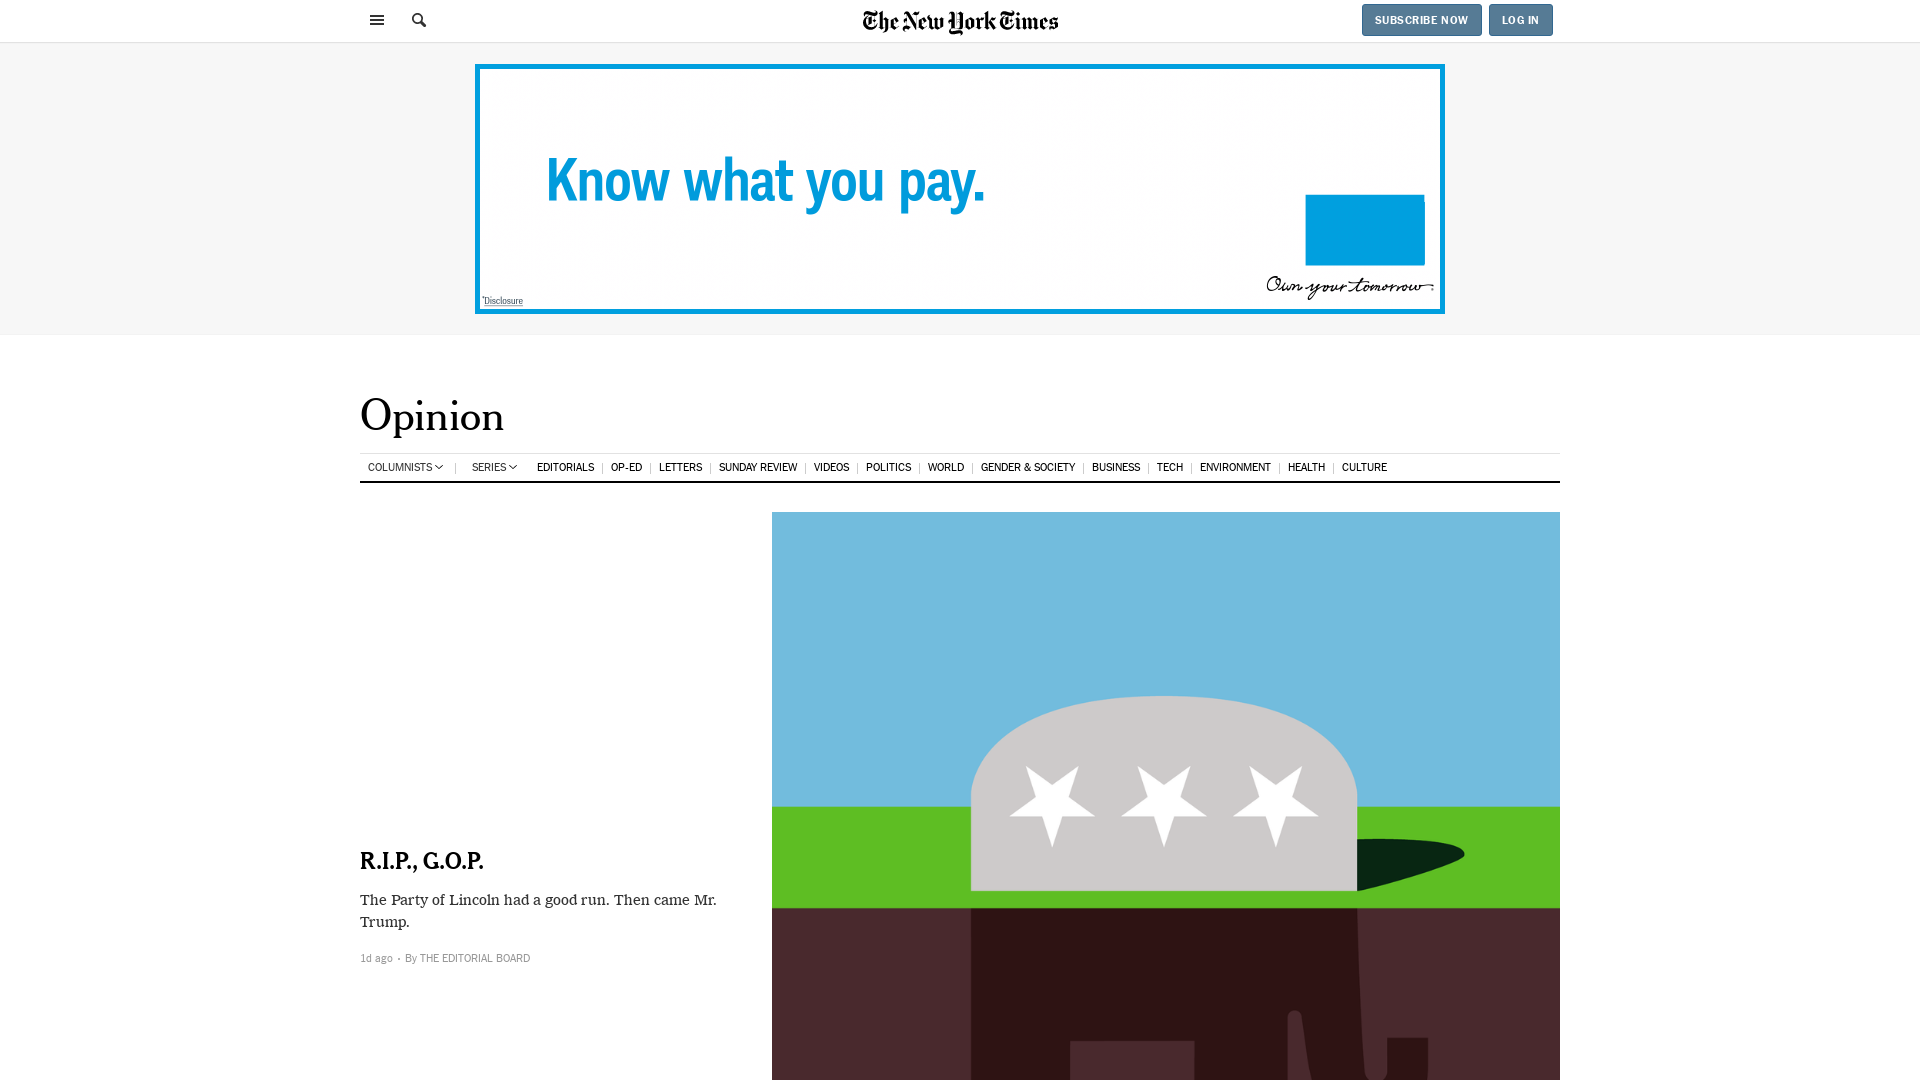 The New York Times
SUBSCRIBE NOW
LOG IN
Know what you pay.
Own your tomorrow.
*Disclosure
Opinion
COLUMNISTS
SERIES
EDITORIALS
OP-ED
LETTERS
SUNDAY REVIEW
VIDEOS
POLITICS
WORLD
GENDER & SOCIETY
BUSINESS
TECH
ENVIRONMENT
HEALTH
CULTURE
R.I.P., G.O.P.
The Party of Lincoln had a good run. Then came Mr.
Trump.
1d ago · By THE EDITORIAL BOARD